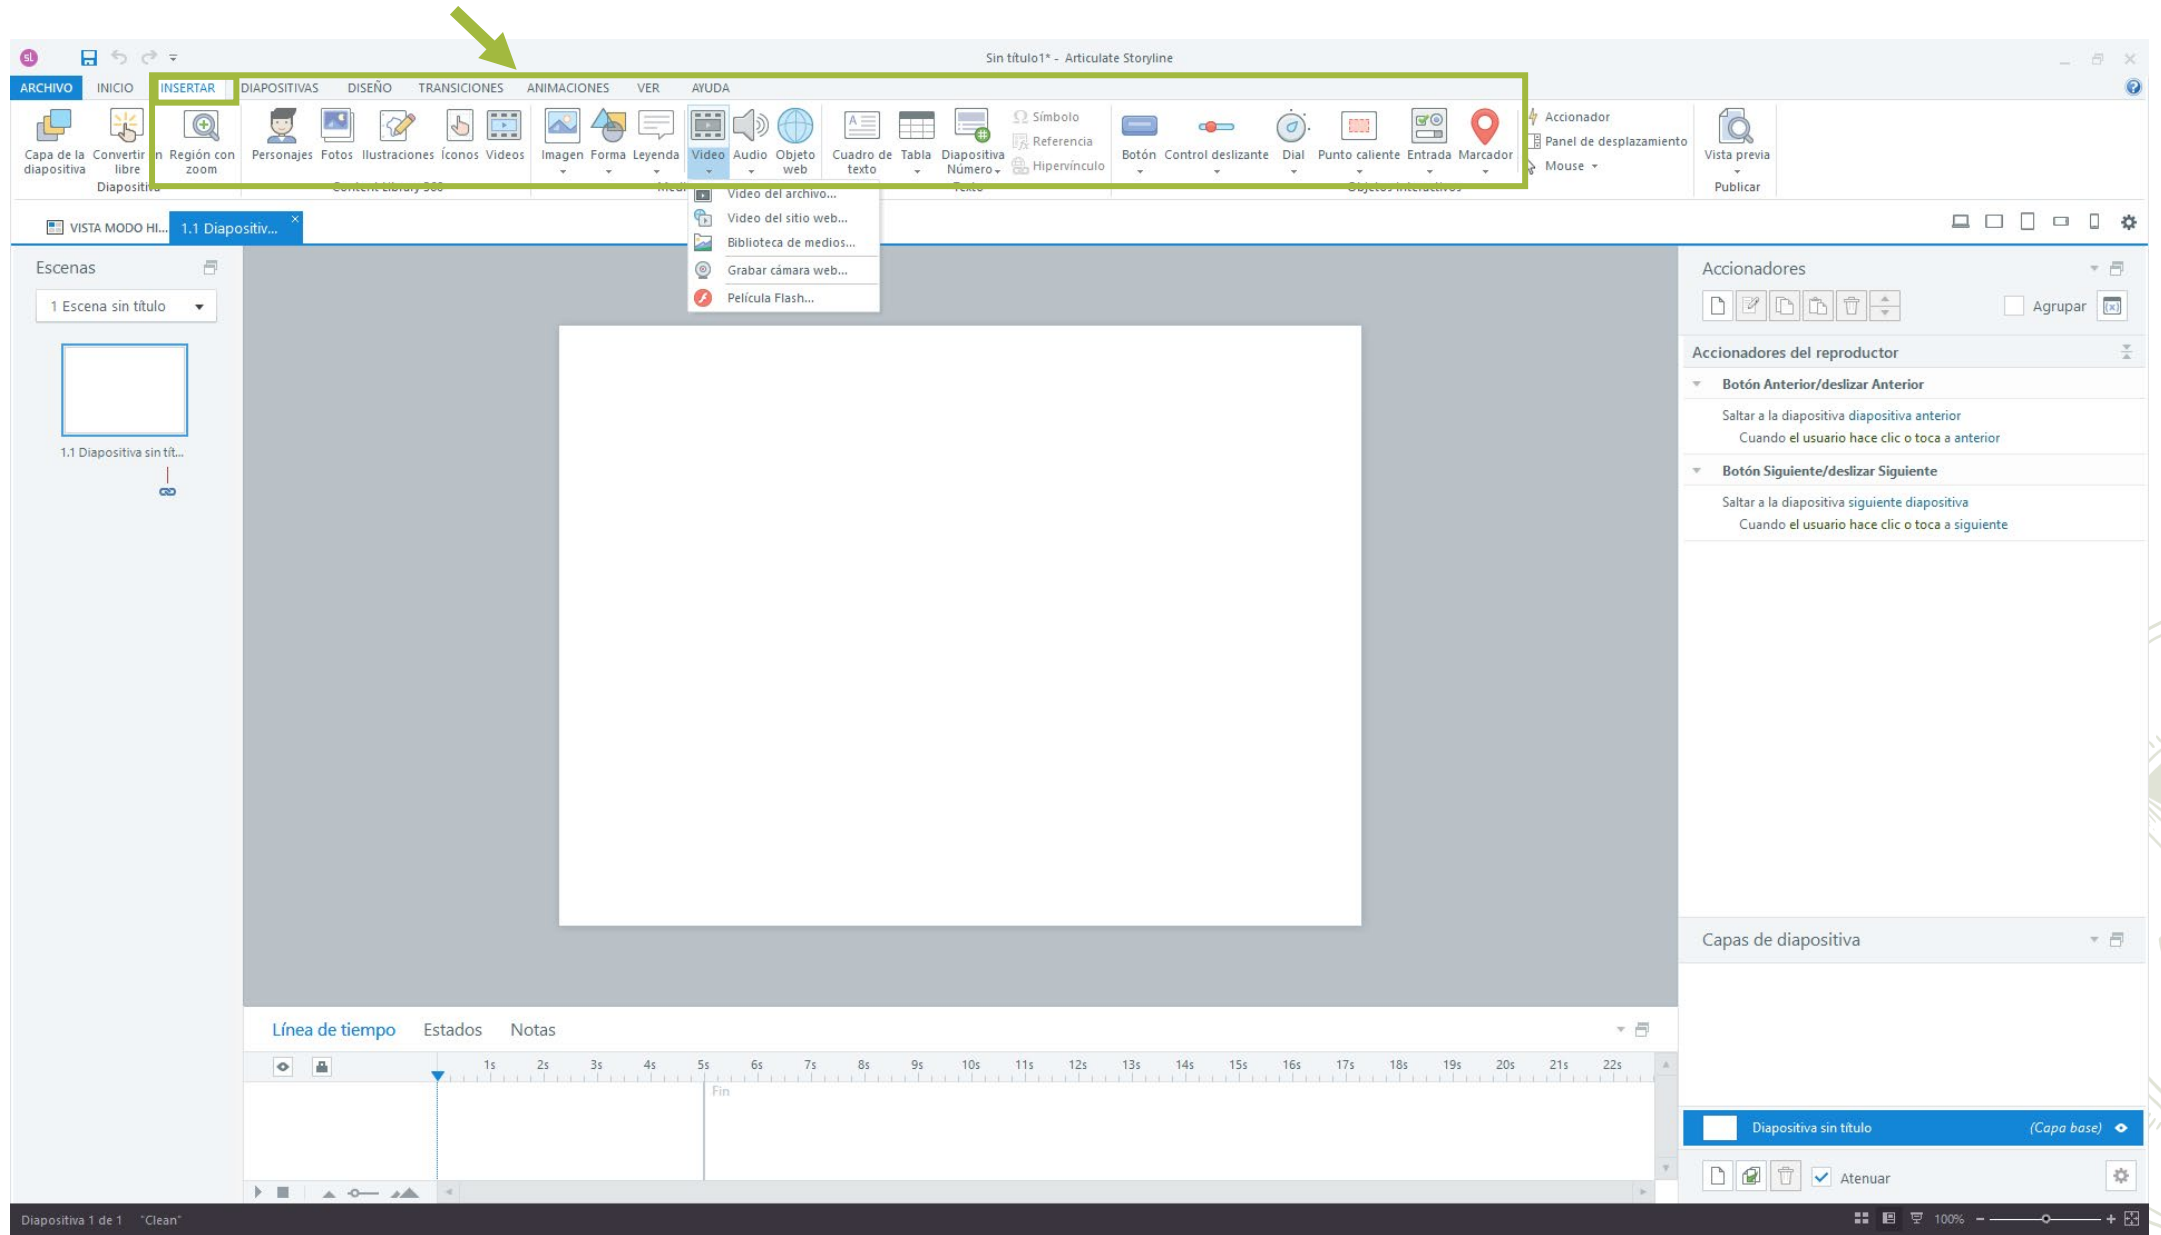 sl
Sin título1* - Articulate Storyline
ARCHIVO INICIO INSERTAR DIAPOSITIVAS DISEÑO TRANSICIONES ANIMACIONES VER AYUDA
Capa de la diapositiva
Convertir en libre
Región con zoom
Diapositiva
Personajes Fotos Ilustraciones Íconos Videos
Content Library 360
Imagen Forma Leyenda Video Audio Objeto web
Cuadro de texto
Tabla
Diapositiva Número
Símbolo
Referencia
Hipervínculo
Texto
Botón Control deslizante Dial Punto caliente Entrada Marcador
Objetos interactivos
Accionador
Panel de desplazamiento
Mouse
Vista previa
Publicar
Video del archivo...
Video del sitio web...
Biblioteca de medios...
Grabar cámara web...
Película Flash...
VISTA MODO HI... 1.1 Diapositiv...
Escenas
1 Escena sin título
1.1 Diapositiva sin tít...
Accionadores
Agrupar
Accionadores del reproductor
Botón Anterior/deslizar Anterior
Saltar a la diapositiva diapositiva anterior
Cuando el usuario hace clic o toca a anterior
Botón Siguiente/deslizar Siguiente
Saltar a la diapositiva siguiente diapositiva
Cuando el usuario hace clic o toca a siguiente
Capas de diapositiva
Diapositiva sin título (Capa base)
Atenuar
Línea de tiempo Estados Notas
1s 2s 3s 4s 5s 6s 7s 8s 9s 10s 11s 12s 13s 14s 15s 16s 17s 18s 19s 20s 21s 22s
Fin
Diapositiva 1 de 1 "Clean"
100%